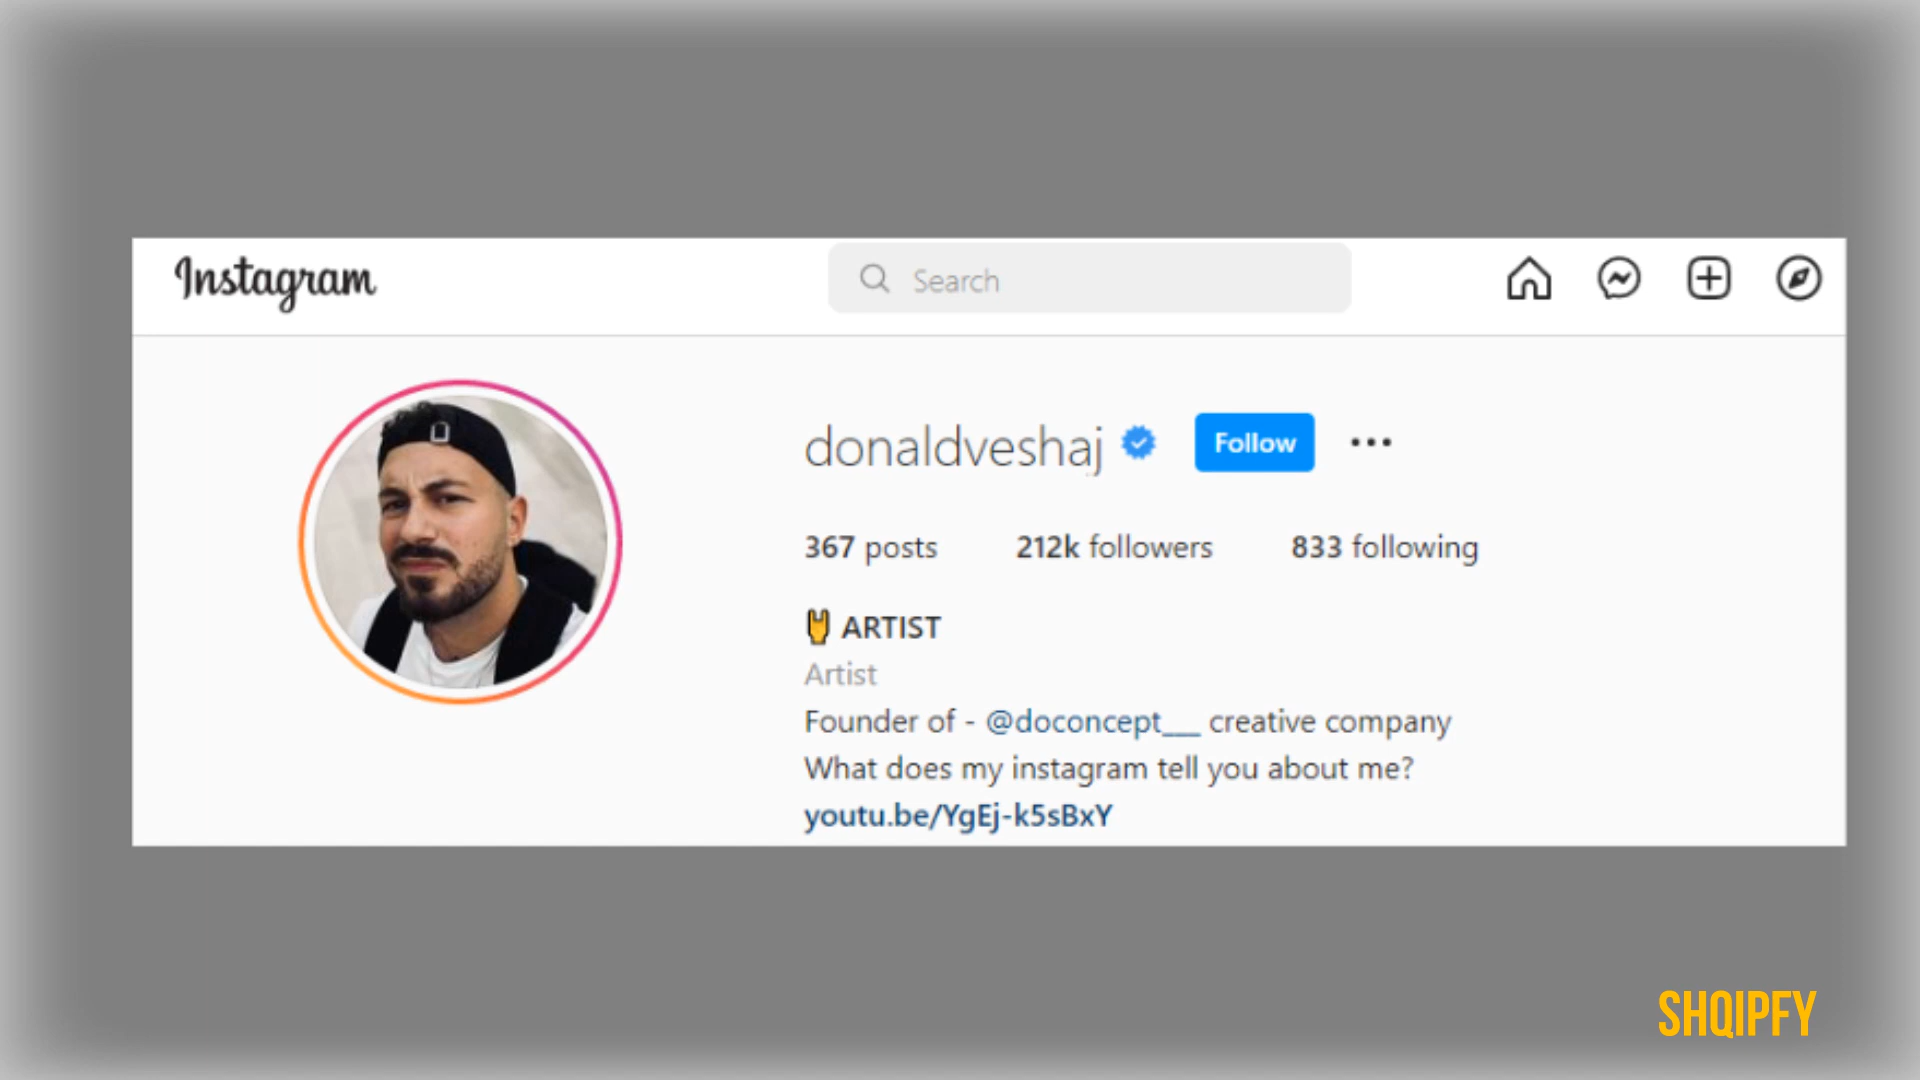 Instagram
Search
donaldveshaj
Follow
367 posts 212k followers 833 following
🤘 ARTIST
Artist
Founder of - @doconcept___ creative company
What does my instagram tell you about me?
youtu.be/YgEj-k5sBxY
SHQIPFY